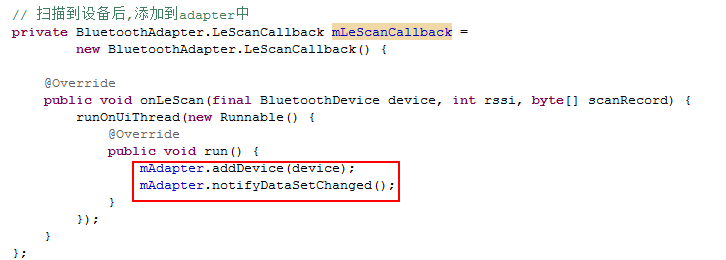 // 扫描到设备后,添加到adapter中
private BluetoothAdapter.LeScanCallback mLeScanCallback =
        new BluetoothAdapter.LeScanCallback() {

    @Override
    public void onLeScan(final BluetoothDevice device, int rssi, byte[] scanRecord) {
        runOnUiThread(new Runnable() {
            @Override
            public void run() {
                mAdapter.addDevice(device);
                mAdapter.notifyDataSetChanged();
            }
        });
    }
};